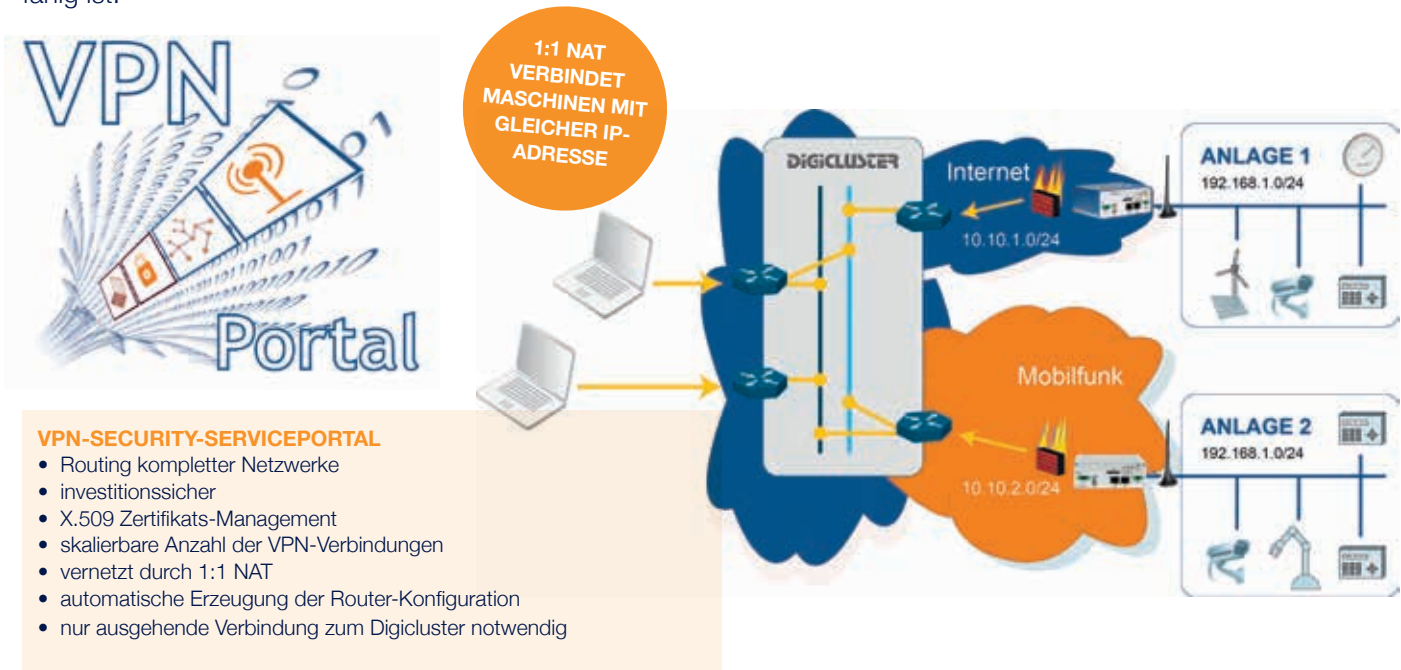 fähig ist.
VPN
Portal
1:1 NAT
VERBINDET
MASCHINEN MIT
GLEICHER IP-
ADRESSE
DIGICLUSTER
Internet
10.10.1.0/24
ANLAGE 1
192.168.1.0/24
Mobilfunk
10.10.2.0/24
ANLAGE 2
192.168.1.0/24
VPN-SECURITY-SERVICEPORTAL
• Routing kompletter Netzwerke
• investitionssicher
• X.509 Zertifikats-Management
• skalierbare Anzahl der VPN-Verbindungen
• vernetzt durch 1:1 NAT
• automatische Erzeugung der Router-Konfiguration
• nur ausgehende Verbindung zum Digicluster notwendig